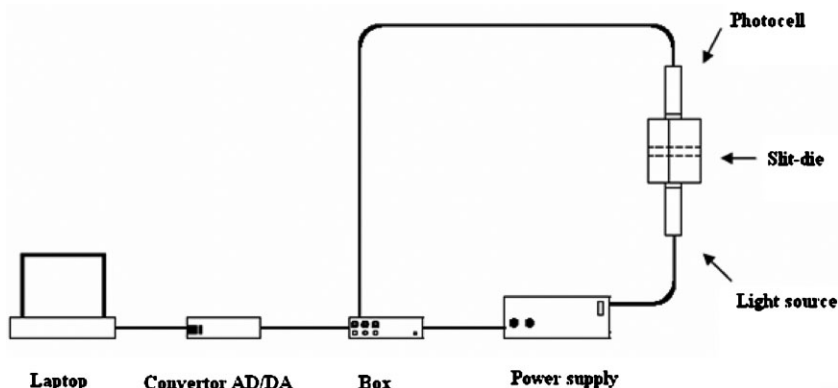 Photocell
Slit-die
Light source
Laptop
Convertor AD/DA
Box
Power supply